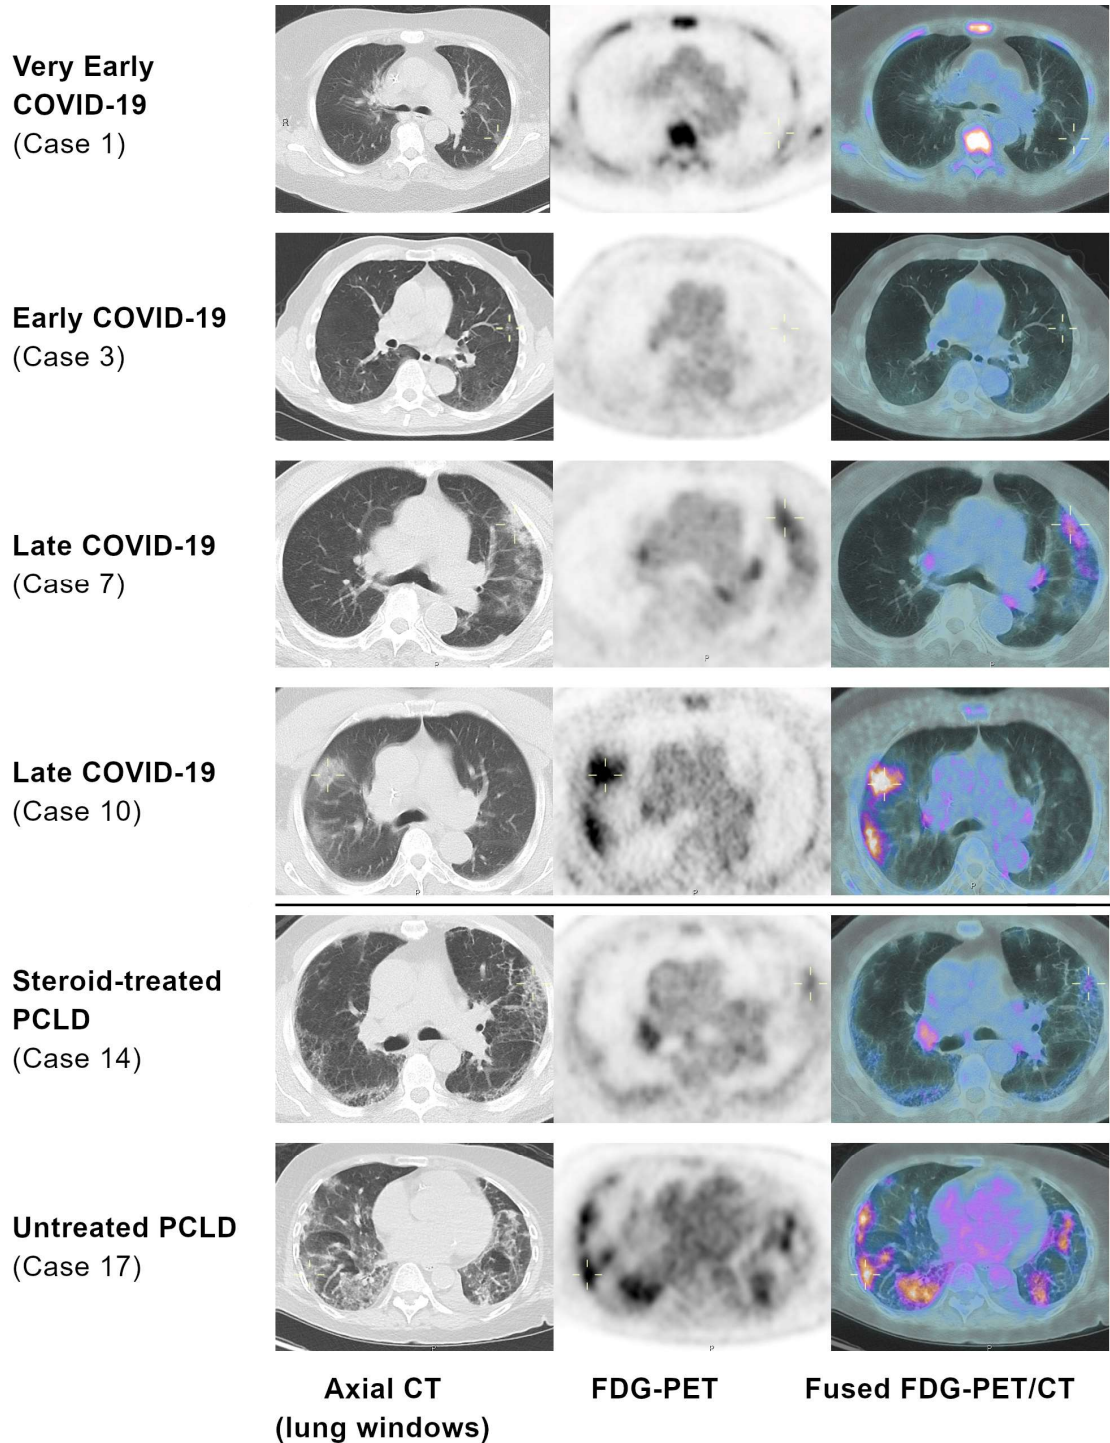 Very Early
COVID-19
(Case 1)
R
Early COVID-19
(Case 3)
Late COVID-19
(Case 7)
P
P
P
Late COVID-19
(Case 10)
P
P
P
Steroid-treated
PCLD
(Case 14)
Untreated PCLD
(Case 17)
P
P
P
Axial CT
(lung windows)
FDG-PET
Fused FDG-PET/CT